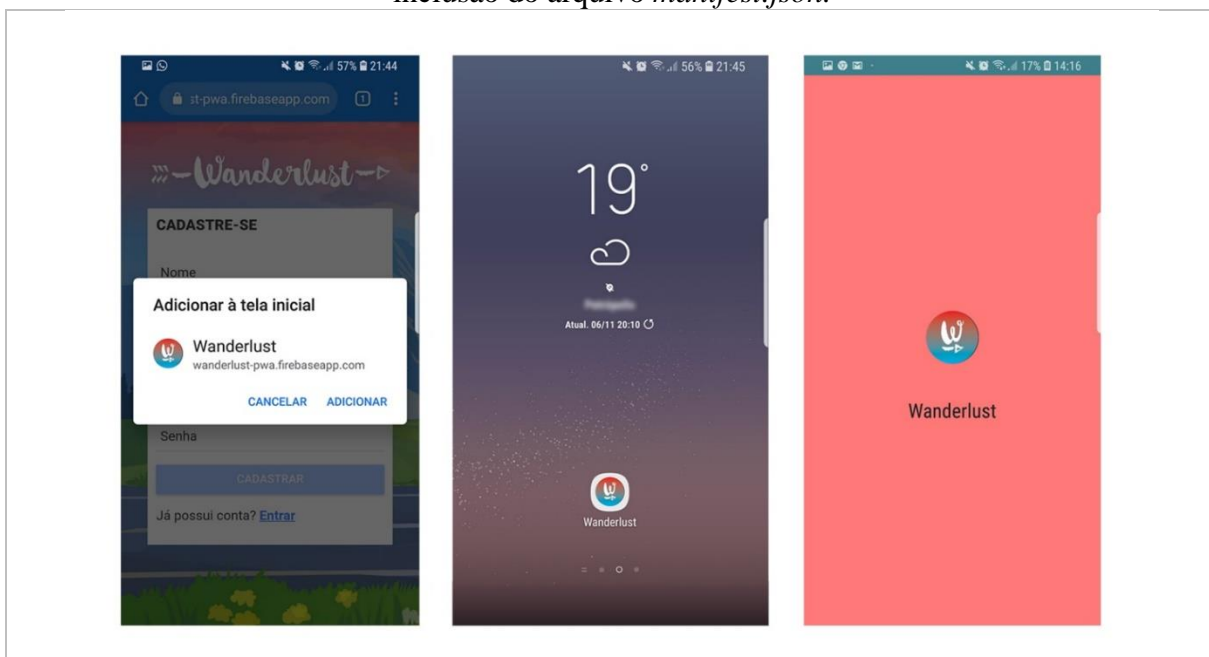 inclusão do arquivo manifest.json.
57% 21:44
st-pwa.firebaseapp.com 1
Wanderlust
CADASTRE-SE
Nome
Adicionar à tela inicial
Wanderlust
wanderlust-pwa.firebaseapp.com
CANCELAR ADICIONAR
Senha
CADASTRAR
Já possui conta? Entrar
56% 21:45
19°
Atual. 06/11 20:10
Wanderlust
17% 14:16
Wanderlust